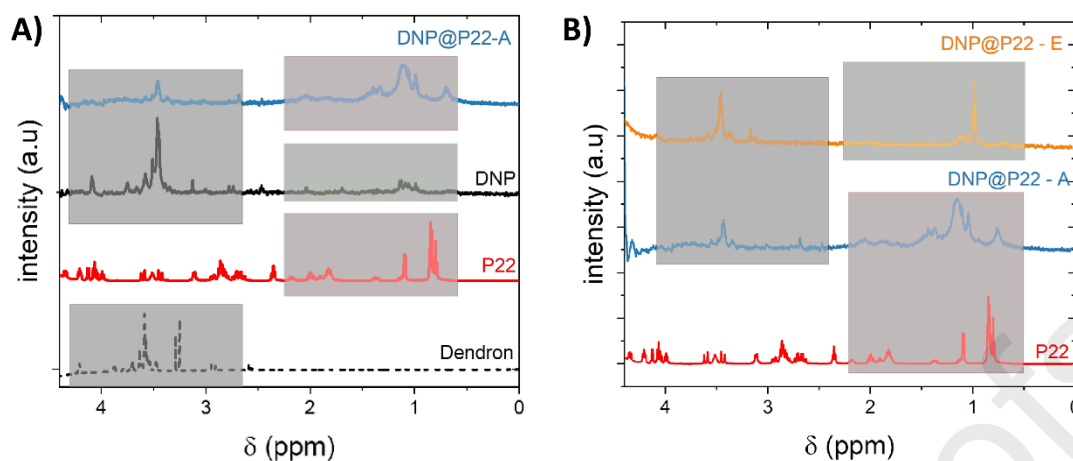 A)
DNP@P22-A
DNP
P22
Dendron
intensity (a.u)
4 3 2 1 0
δ (ppm)
B)
DNP@P22 - E
DNP@P22 - A
P22
intensity (a.u)
4 3 2 1 0
δ (ppm)